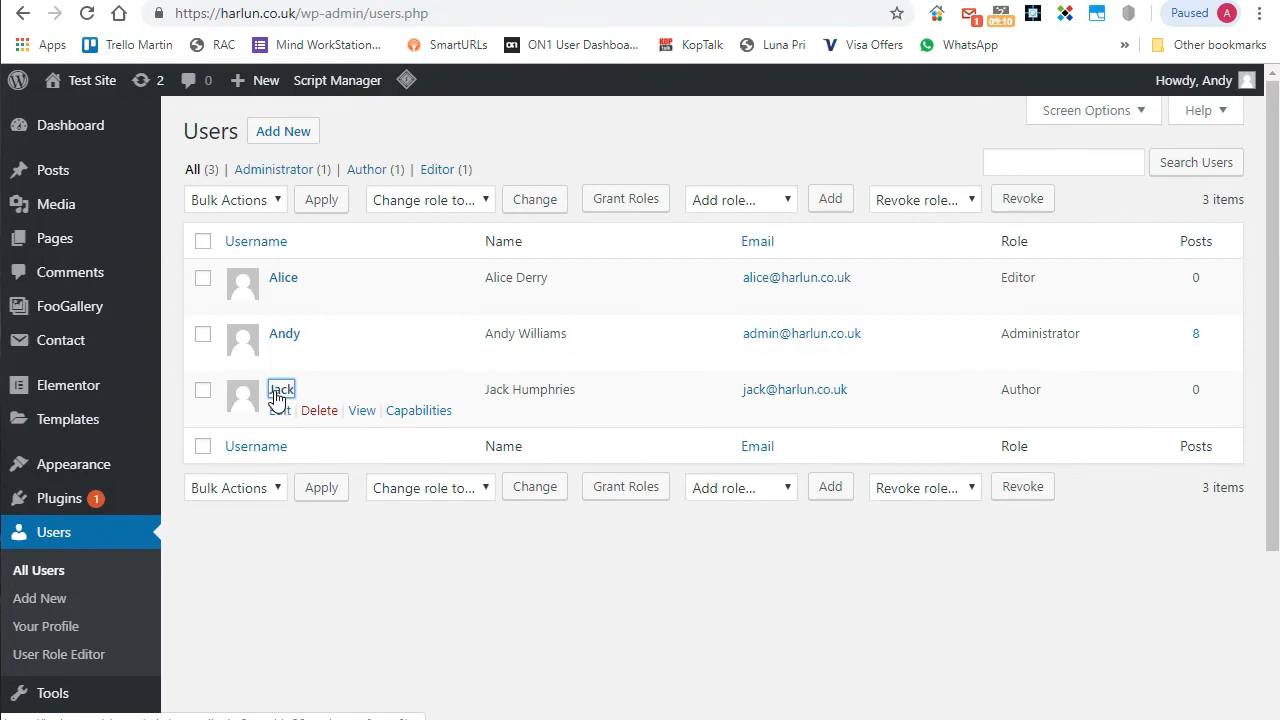 https://harlun.co.uk/wp-admin/users.php
1
09:10
Paused A
Apps Trello Martin RAC Mind WorkStation... SmartURLs ON1 User Dashboa... KopTalk Luna Pri Visa Offers WhatsApp » Other bookmarks
Test Site 2 0 New Script Manager Howdy, Andy
Screen Options Help
Dashboard
Posts
Media
Pages
Comments
FooGallery
Contact
Elementor
Templates
Appearance
Plugins 1
Users
All Users
Add New
Your Profile
User Role Editor
Tools
Users Add New
All (3) | Administrator (1) | Author (1) | Editor (1)
Search Users
Bulk Actions Apply Change role to... Change Grant Roles Add role... Add Revoke role... Revoke 3 items
Username Name Email Role Posts
Alice Alice Derry alice@harlun.co.uk Editor 0
Andy Andy Williams admin@harlun.co.uk Administrator 8
Jack Jack Humphries jack@harlun.co.uk Author 0
Edit | Delete | View | Capabilities
Username Name Email Role Posts
Bulk Actions Apply Change role to... Change Grant Roles Add role... Add Revoke role... Revoke 3 items